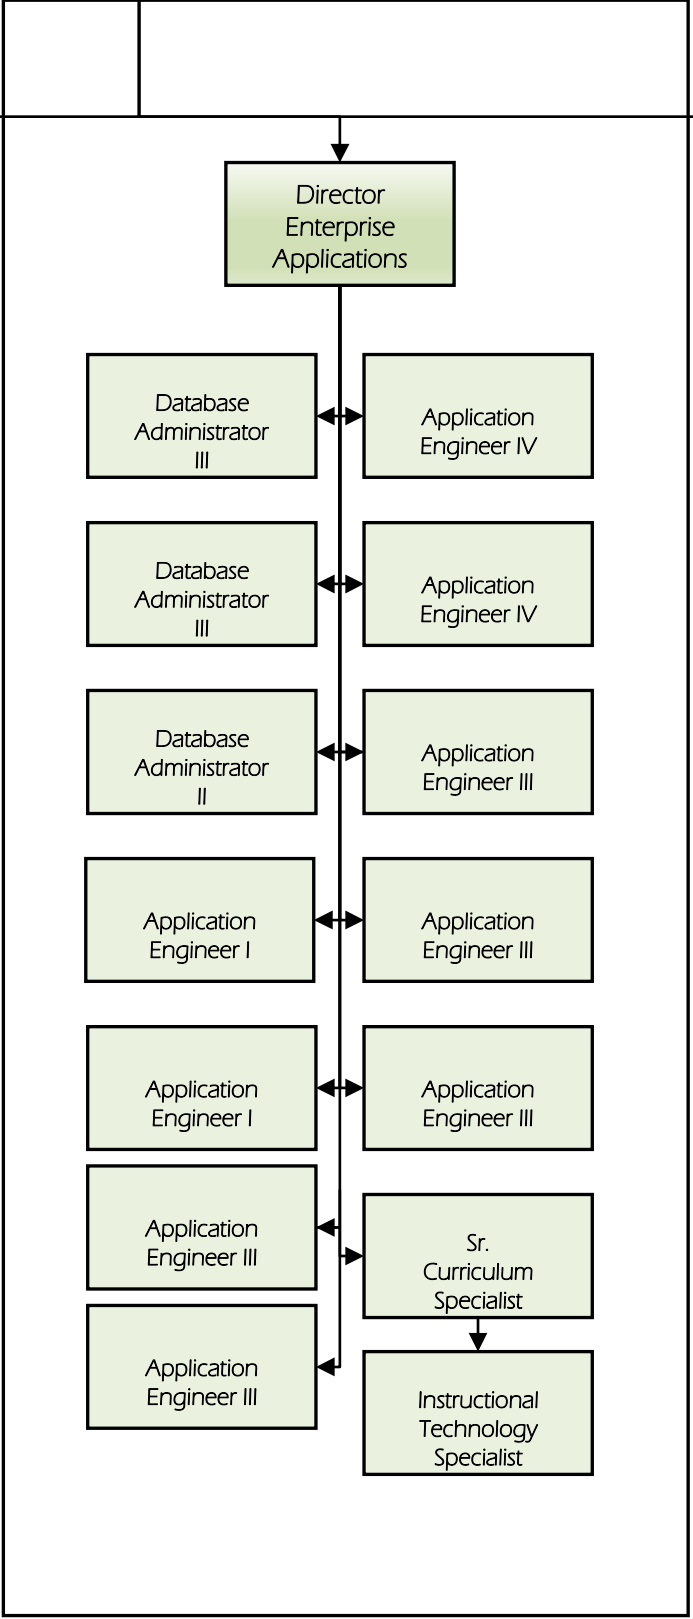 Director
Enterprise
Applications
Database
Administrator
III
Application
Engineer IV
Database
Administrator
III
Application
Engineer IV
Database
Administrator
II
Application
Engineer III
Application
Engineer I
Application
Engineer III
Application
Engineer I
Application
Engineer III
Application
Engineer III
Sr.
Curriculum
Specialist
Application
Engineer III
Instructional
Technology
Specialist